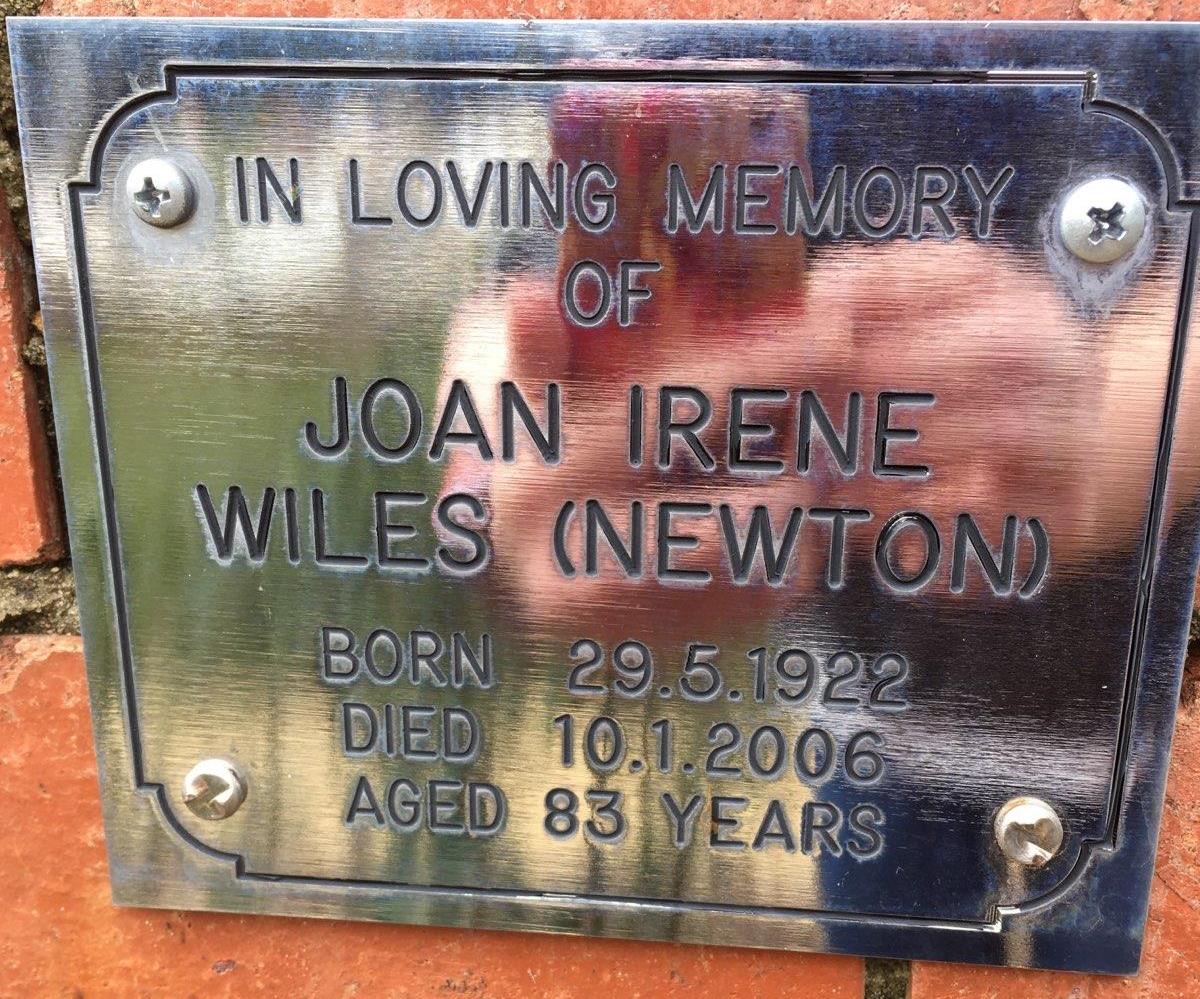 IN LOVING MEMORY
OF
JOAN IRENE
WILES (NEWTON)
BORN 29.5.1922
DIED 10.1.2006
AGED 83 YEARS